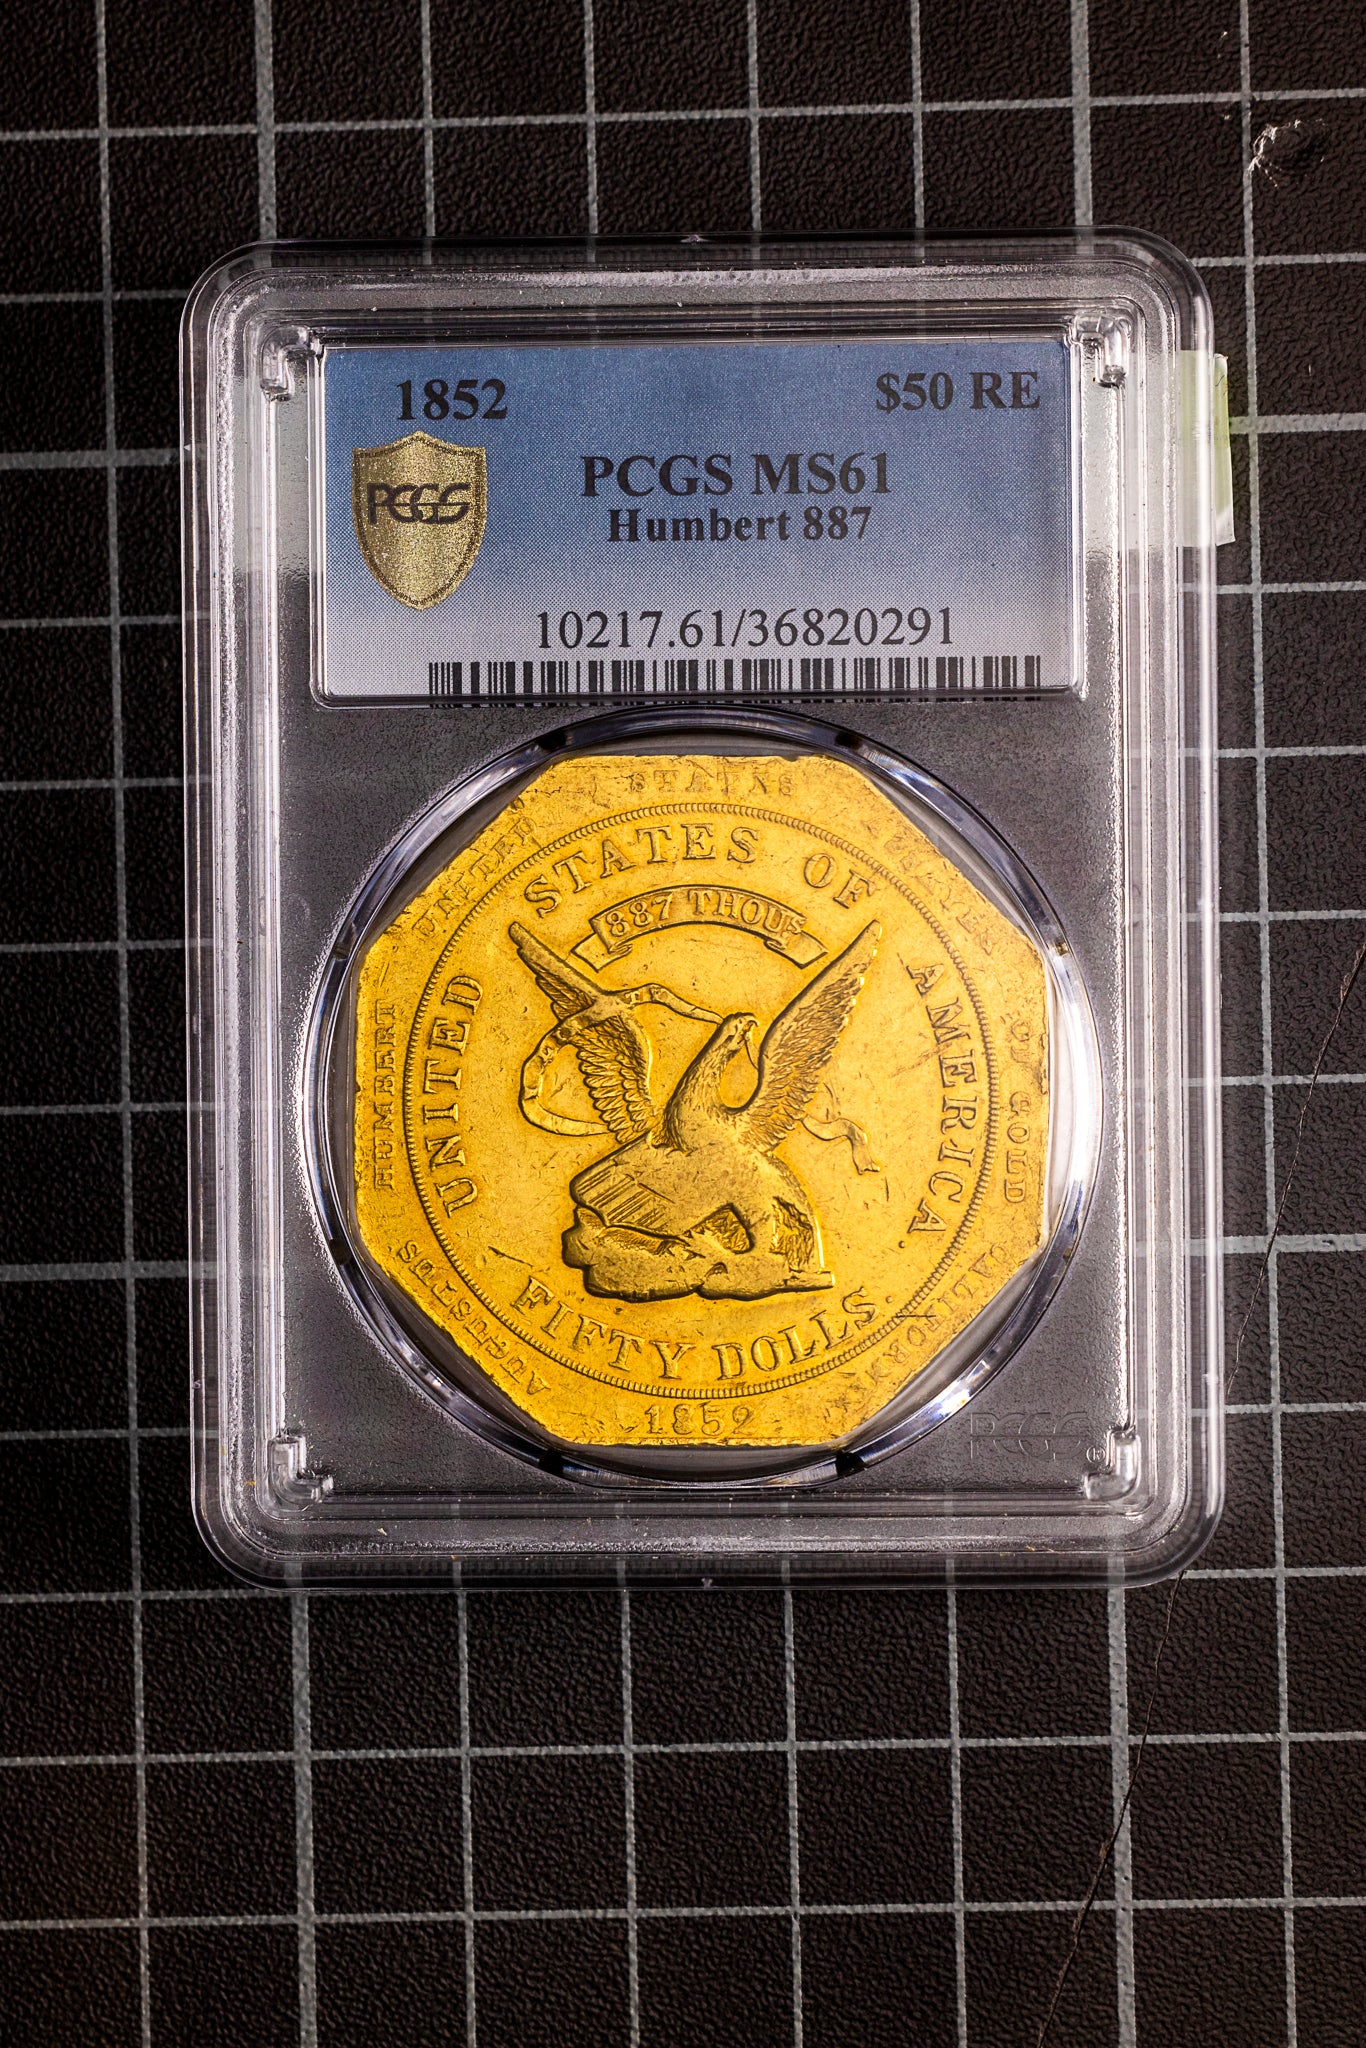 1852
$50 RE
PCGS
PCGS MS61
Humbert 887
10217.61/36820291
UNITED STATES
ASSAYER OF GOLD CALIFORNIA
AUGUSTUS HUMBERT
UNITED STATES OF AMERICA.
887 THOUS
FIFTY DOLLS.
1852
PCGS®